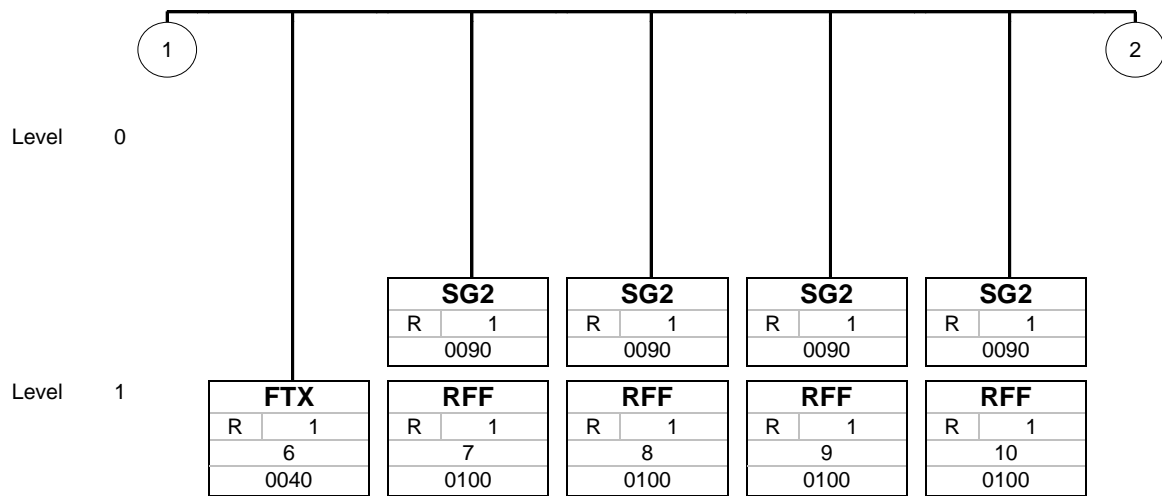 1 2
Level 0
SG2 SG2 SG2 SG2
R 1 R 1 R 1 R 1
0090 0090 0090 0090
Level 1 FTX RFF RFF RFF RFF
R 1 R 1 R 1 R 1 R 1
6 7 8 9 10
0040 0100 0100 0100 0100